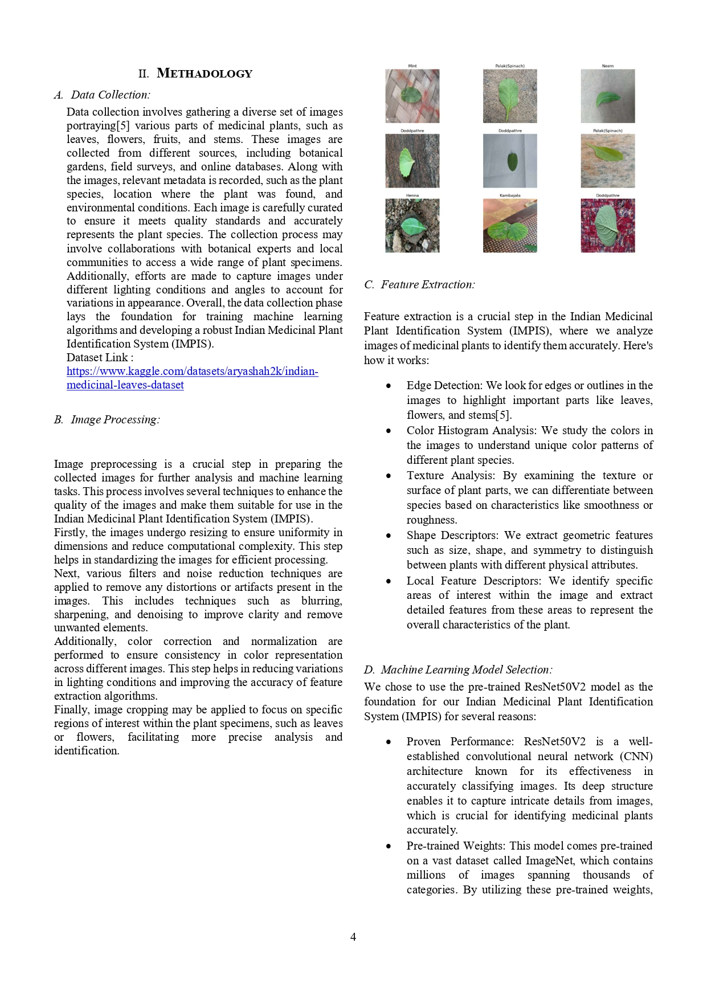 II. METHADOLOGY
A. Data Collection:
Data collection involves gathering a diverse set of images
portraying[5] various parts of medicinal plants, such as
leaves, flowers, fruits, and stems. These images are
collected from different sources, including botanical
gardens, field surveys, and online databases. Along with
the images, relevant metadata is recorded, such as the plant
species, location where the plant was found, and
environmental conditions. Each image is carefully curated
to ensure it meets quality standards and accurately
represents the plant species. The collection process may
involve collaborations with botanical experts and local
communities to access a wide range of plant specimens.
Additionally, efforts are made to capture images under
different lighting conditions and angles to account for
variations in appearance. Overall, the data collection phase
lays the foundation for training machine learning
algorithms and developing a robust Indian Medicinal Plant
Identification System (IMPIS).
Dataset Link :
https://www.kaggle.com/datasets/aryashah2k/indian-
medicinal-leaves-dataset
B. Image Processing:
Image preprocessing is a crucial step in preparing the
collected images for further analysis and machine learning
tasks. This process involves several techniques to enhance the
quality of the images and make them suitable for use in the
Indian Medicinal Plant Identification System (IMPIS).
Firstly, the images undergo resizing to ensure uniformity in
dimensions and reduce computational complexity. This step
helps in standardizing the images for efficient processing.
Next, various filters and noise reduction techniques are
applied to remove any distortions or artifacts present in the
images. This includes techniques such as blurring,
sharpening, and denoising to improve clarity and remove
unwanted elements.
Additionally, color correction and normalization are
performed to ensure consistency in color representation
across different images. This step helps in reducing variations
in lighting conditions and improving the accuracy of feature
extraction algorithms.
Finally, image cropping may be applied to focus on specific
regions of interest within the plant specimens, such as leaves
or flowers, facilitating more precise analysis and
identification.
Mint Palak(Spinach) Neem
Doddpathre Doddpathre Palak(Spinach)
Henna Kambajala Doddpathre
C. Feature Extraction:
Feature extraction is a crucial step in the Indian Medicinal
Plant Identification System (IMPIS), where we analyze
images of medicinal plants to identify them accurately. Here's
how it works:
• Edge Detection: We look for edges or outlines in the
images to highlight important parts like leaves,
flowers, and stems[5].
• Color Histogram Analysis: We study the colors in
the images to understand unique color patterns of
different plant species.
• Texture Analysis: By examining the texture or
surface of plant parts, we can differentiate between
species based on characteristics like smoothness or
roughness.
• Shape Descriptors: We extract geometric features
such as size, shape, and symmetry to distinguish
between plants with different physical attributes.
• Local Feature Descriptors: We identify specific
areas of interest within the image and extract
detailed features from these areas to represent the
overall characteristics of the plant.
D. Machine Learning Model Selection:
We chose to use the pre-trained ResNet50V2 model as the
foundation for our Indian Medicinal Plant Identification
System (IMPIS) for several reasons:
• Proven Performance: ResNet50V2 is a well-
established convolutional neural network (CNN)
architecture known for its effectiveness in
accurately classifying images. Its deep structure
enables it to capture intricate details from images,
which is crucial for identifying medicinal plants
accurately.
• Pre-trained Weights: This model comes pre-trained
on a vast dataset called ImageNet, which contains
millions of images spanning thousands of
categories. By utilizing these pre-trained weights,
4